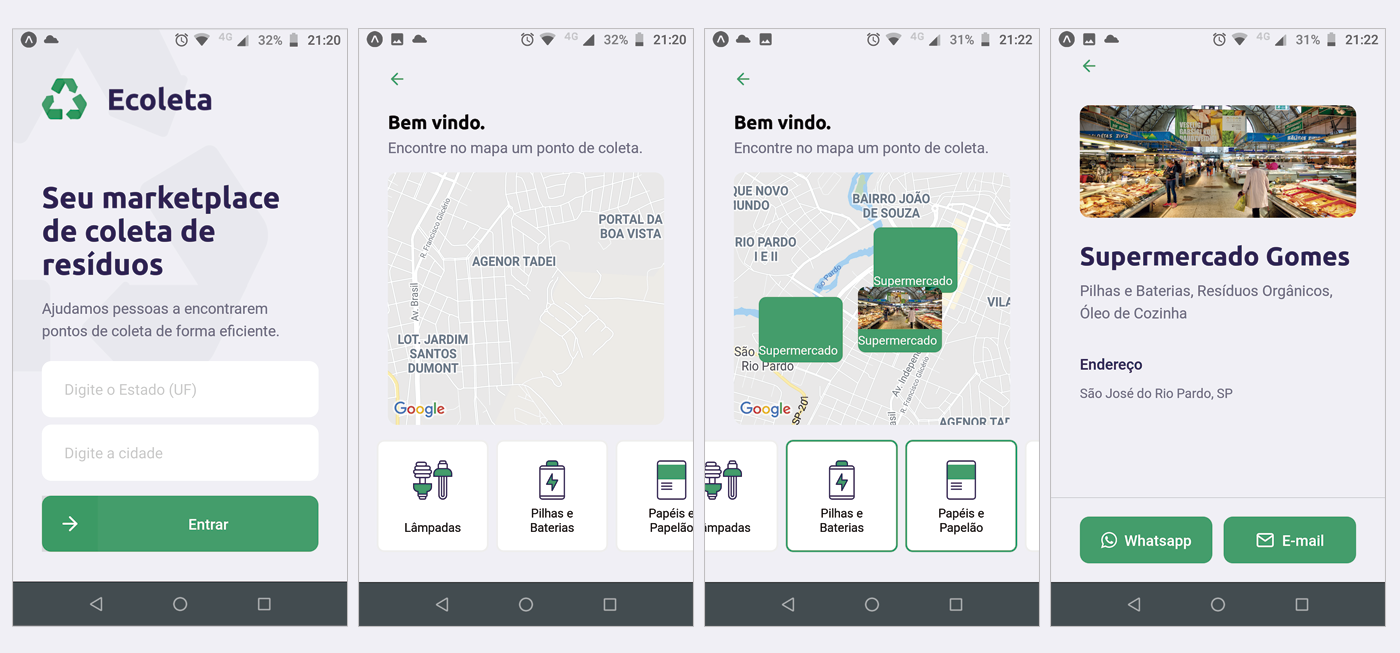 4G 32% 21:20
Ecoleta
Seu marketplace
de coleta de
resíduos
Ajudamos pessoas a encontrarem
pontos de coleta de forma eficiente.
Digite o Estado (UF)
Digite a cidade
Entrar
4G 32% 21:20
Bem vindo.
Encontre no mapa um ponto de coleta.
R. Francisco Glicério
PORTAL DA
BOA VISTA
AGENOR TADEI
Av. Brasil
LOT. JARDIM
SANTOS
DUMONT
Google
Lâmpadas
Pilhas e
Baterias
Papéis e
Papelão
4G 31% 21:22
Bem vindo.
Encontre no mapa um ponto de coleta.
QUE NOVO
MUNDO
BAIRRO JOÃO
DE SOUZA
RIO PARDO
I E II
Rio Pardo
Supermercado
VILA
Supermercado
Supermercado
São
Rio Pardo
Av. Indepen
R. Francisco Glicério
asil
Google
SP-201
AGENOR TAD
âmpadas
Pilhas e
Baterias
Papéis e
Papelão
4G 31% 21:22
Supermercado Gomes
Pilhas e Baterias, Resíduos Orgânicos,
Óleo de Cozinha
Endereço
São José do Rio Pardo, SP
Whatsapp
E-mail